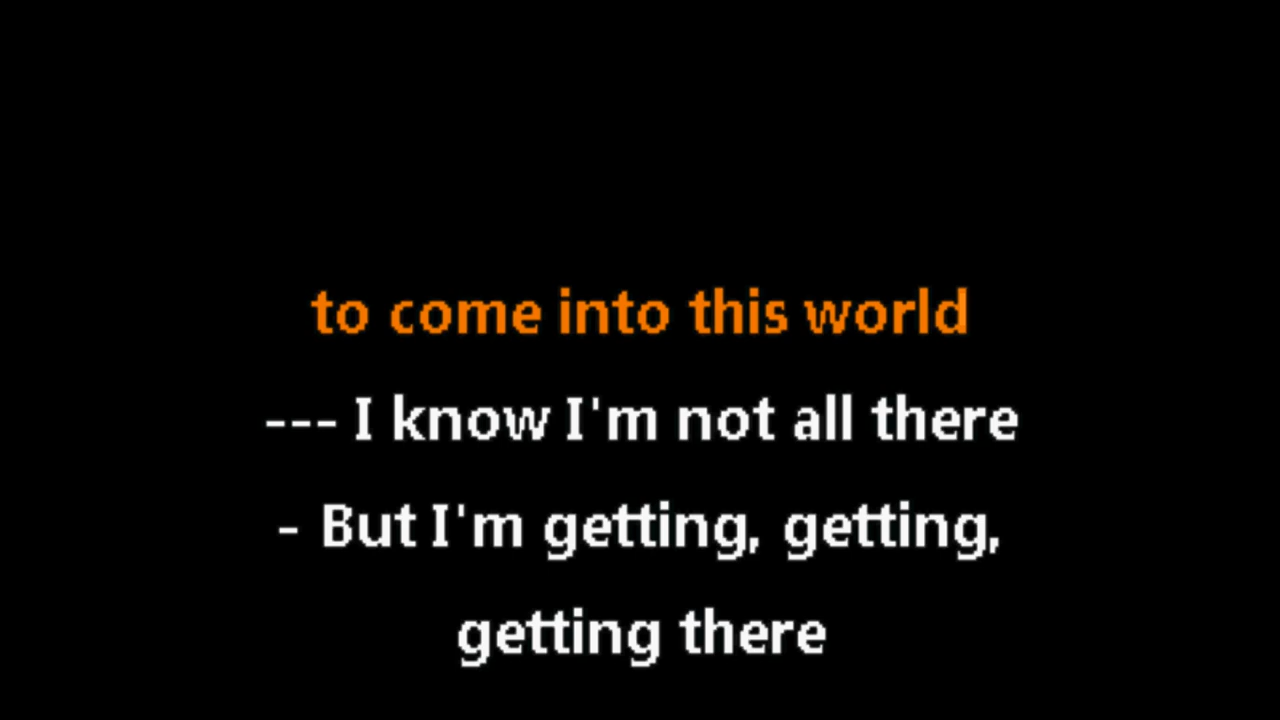 to come into this world
--- I know I'm not all there
- But I'm getting, getting,
getting there